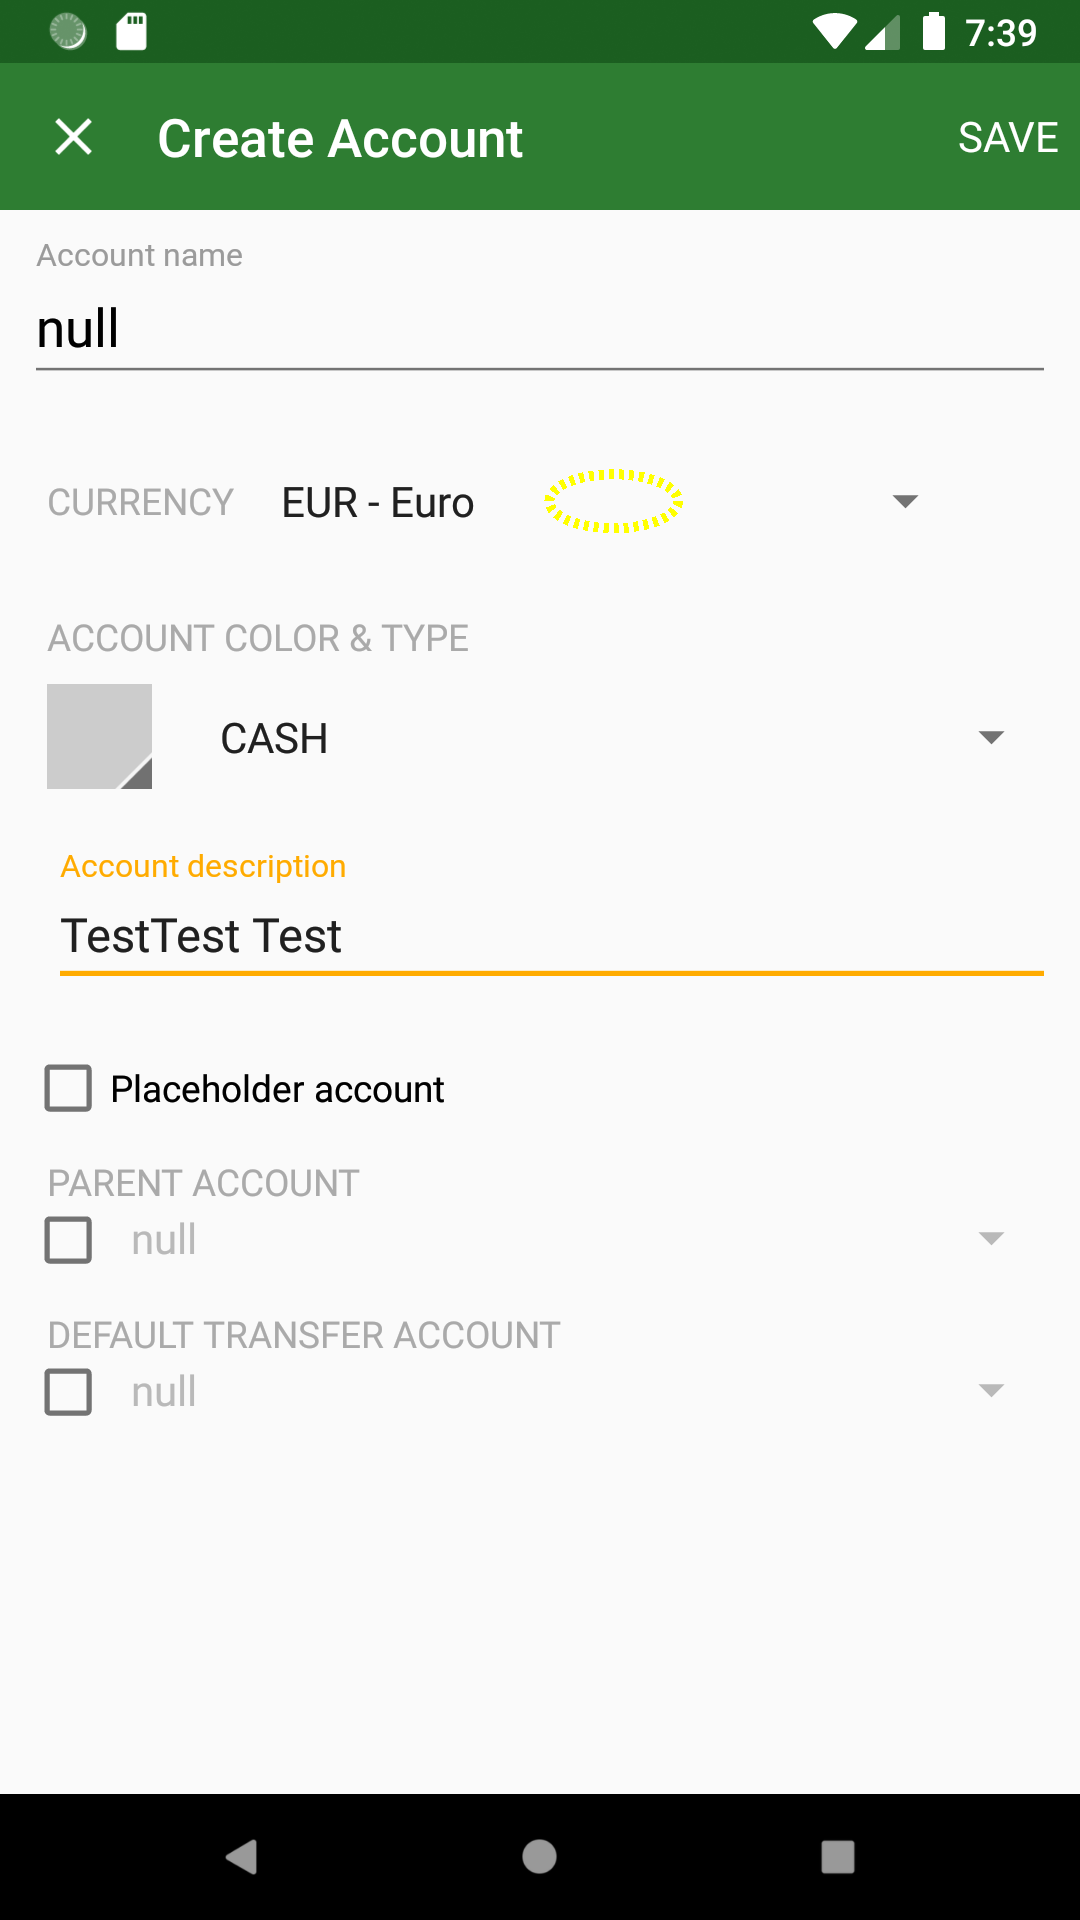 7:39
Create Account
SAVE
Account name
null
CURRENCY EUR - Euro
ACCOUNT COLOR & TYPE
CASH
Account description
TestTest Test
Placeholder account
PARENT ACCOUNT
null
DEFAULT TRANSFER ACCOUNT
null